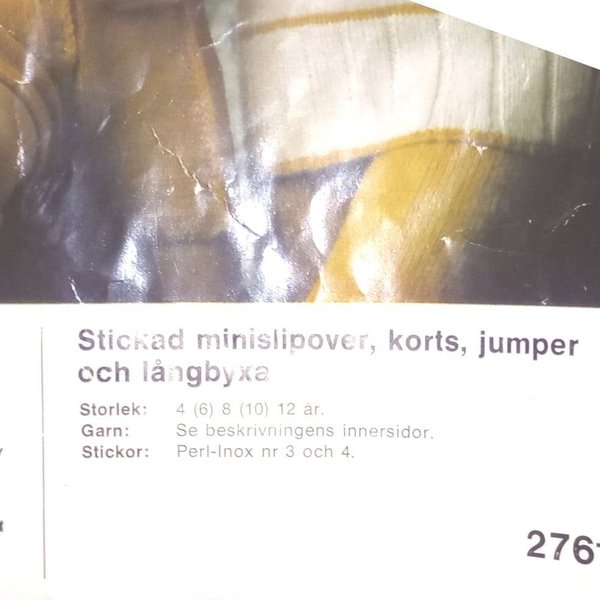 Stickad minislipover, korts, jumper
och långbyxa
Storlek: 4 (6) 8 (10) 12 år.
Garn: Se beskrivningens innersidor.
Stickor: Perl-Inox nr 3 och 4.
276